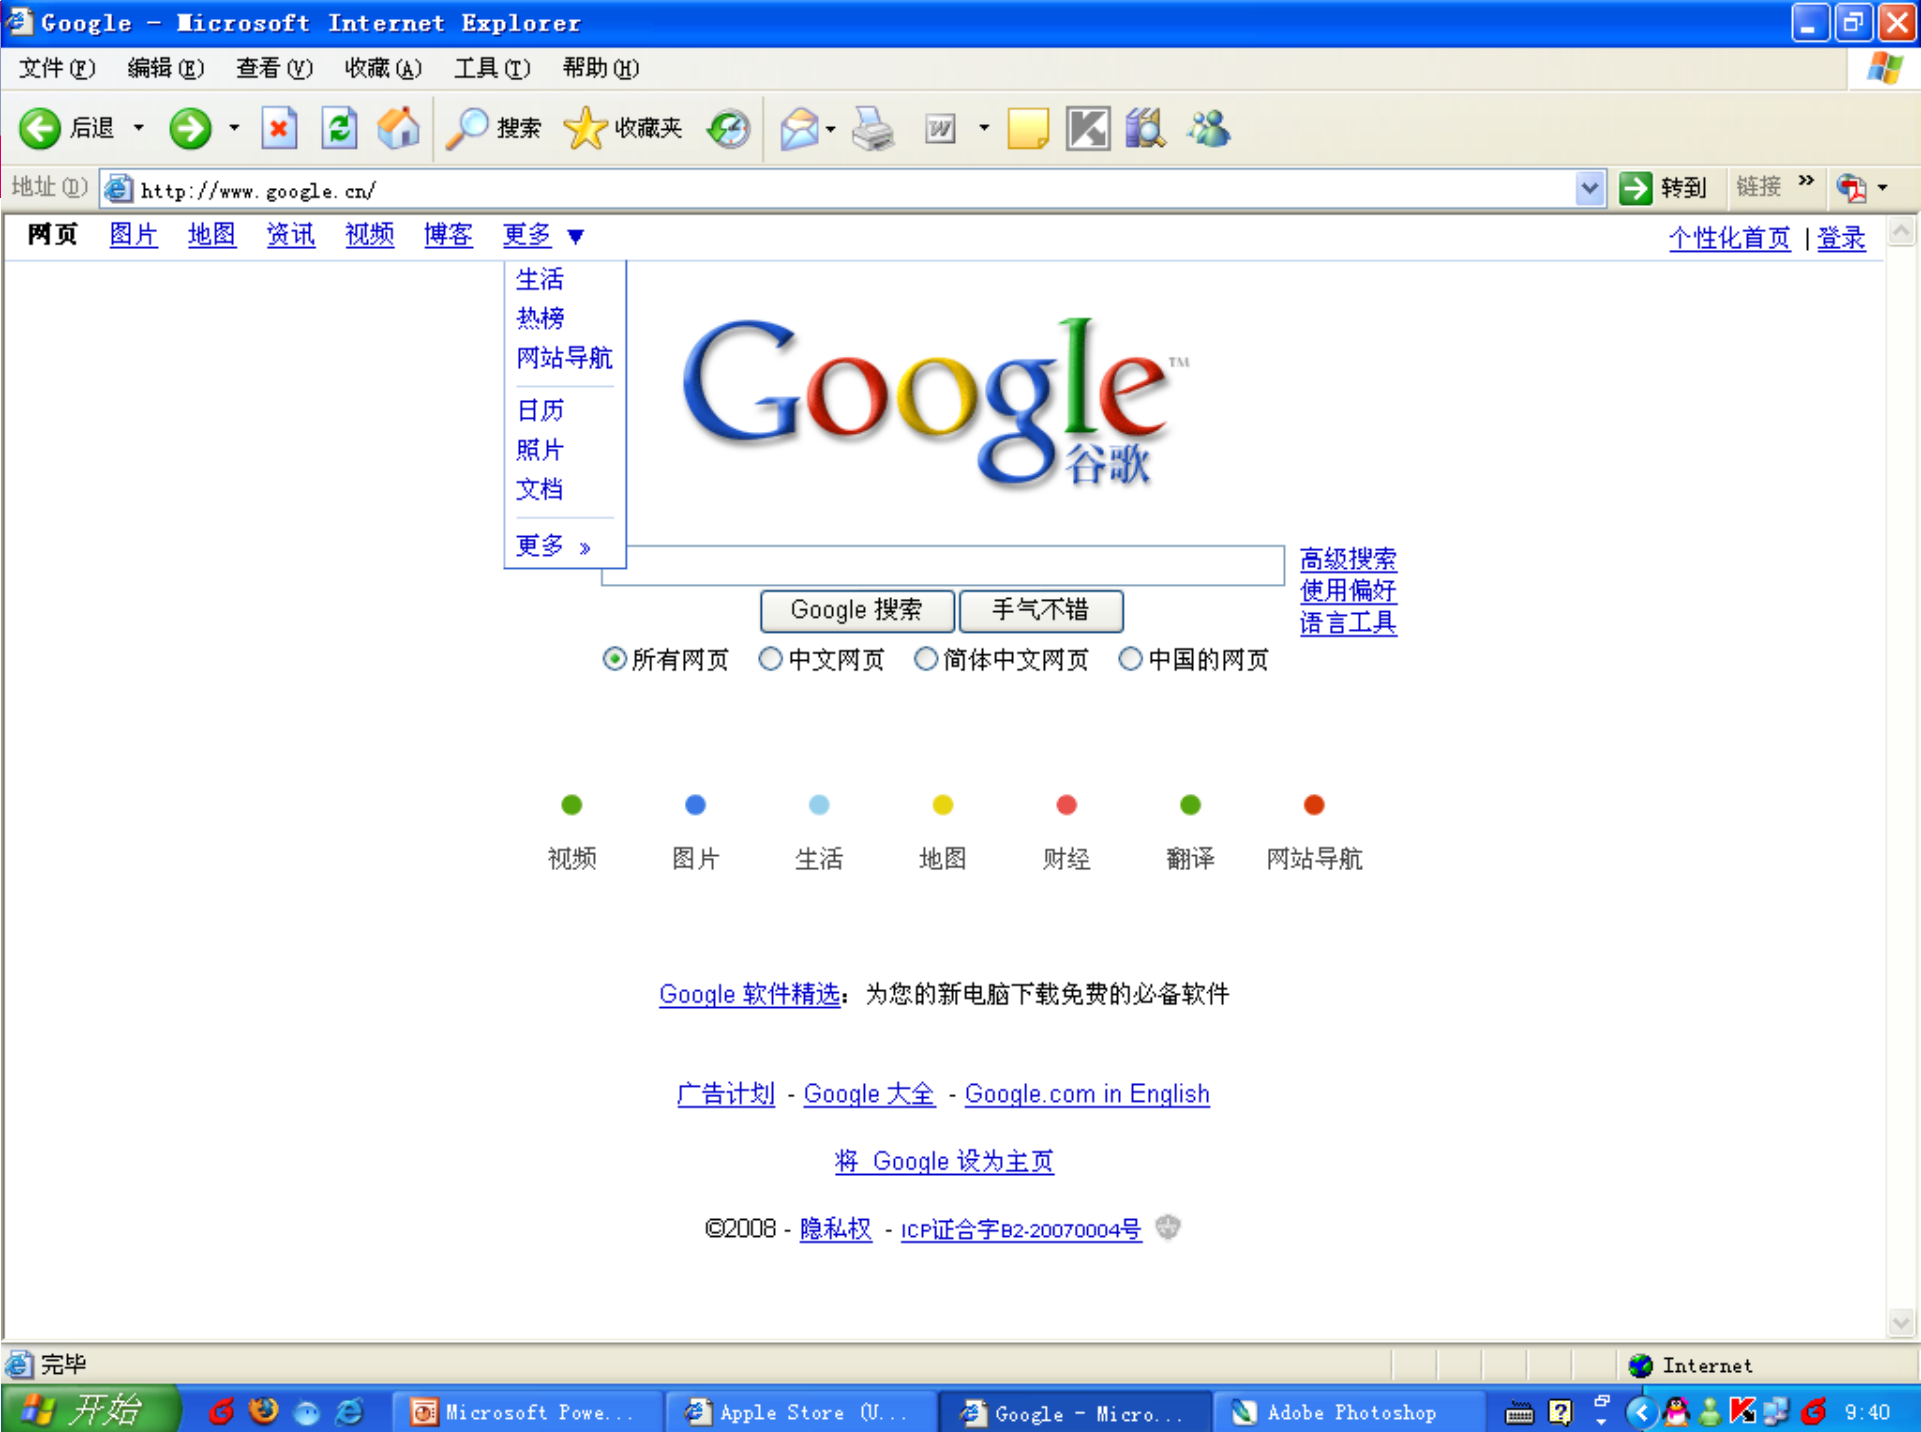 Google - Microsoft Internet Explorer
文件(F) 编辑(E) 查看(V) 收藏(A) 工具(T) 帮助(H)
后退 搜索 收藏夹
地址(D) http://www.google.cn/ 转到 链接 »
网页 图片 地图 资讯 视频 博客 更多 ▼ 个性化首页 | 登录
生活
热榜
网站导航
日历
照片
文档
更多 »
Google™
谷歌
高级搜索
使用偏好
语言工具
Google 搜索 手气不错
所有网页 中文网页 简体中文网页 中国的网页
视频 图片 生活 地图 财经 翻译 网站导航
Google 软件精选：为您的新电脑下载免费的必备软件
广告计划 - Google 大全 - Google.com in English
将 Google 设为主页
©2008 - 隐私权 - ICP证合字B2-20070004号
完毕 Internet
开始 Microsoft Powe... Apple Store (U... Google - Micro... Adobe Photoshop 9:40